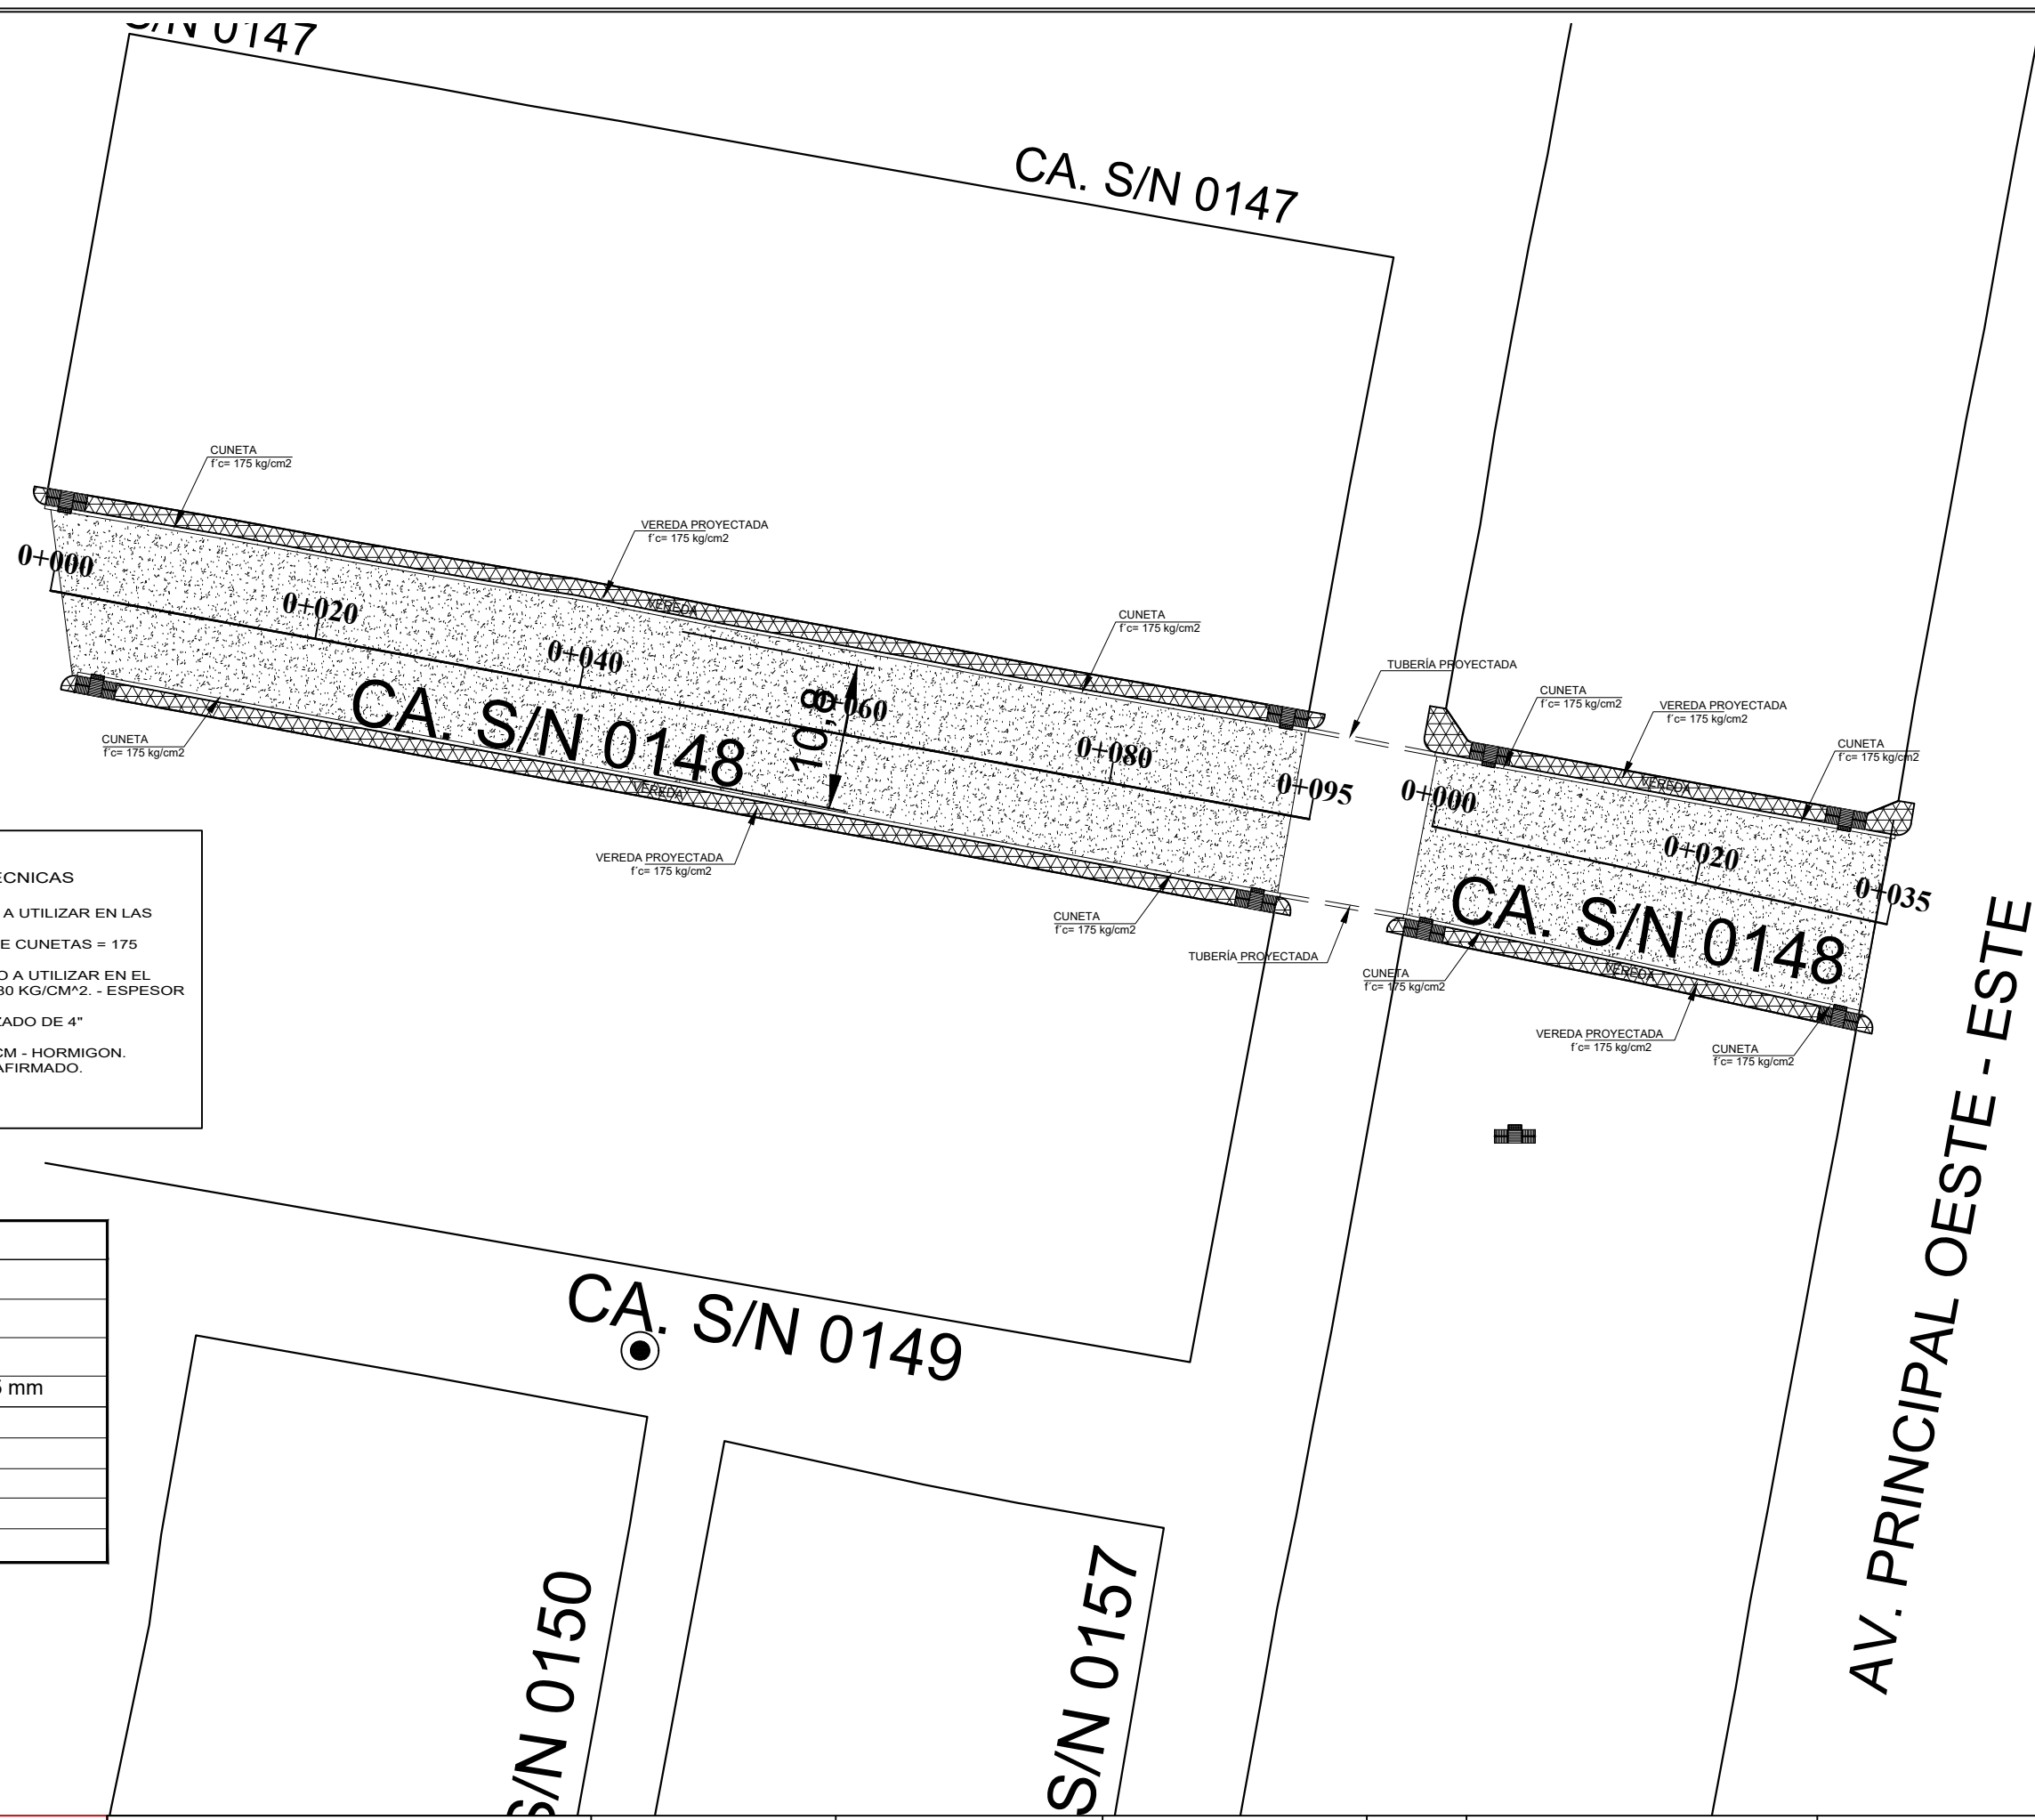 S/N 0147
CA. S/N 0147
CUNETA
f´c= 175 kg/cm2
VEREDA PROYECTADA
f´c= 175 kg/cm2
0+000
0+020
VEREDA
CUNETA
f´c= 175 kg/cm2
0+040
TUBERÍA PROYECTADA
CUNETA
f´c= 175 kg/cm2
VEREDA PROYECTADA
f´c= 175 kg/cm2
0+060
10,8
CA. S/N 0148
CUNETA
f´c= 175 kg/cm2
0+080
CUNETA
f´c= 175 kg/cm2
VEREDA
0+095
0+000
VEREDA
0+020
VEREDA PROYECTADA
f´c= 175 kg/cm2
0+035
CUNETA
f´c= 175 kg/cm2
CA. S/N 0148
TUBERÍA PROYECTADA
CUNETA
f´c= 175 kg/cm2
VEREDA
VEREDA PROYECTADA
f´c= 175 kg/cm2
CUNETA
f´c= 175 kg/cm2
AV. PRINCIPAL OESTE - ESTE
ECNICAS
A UTILIZAR EN LAS
E CUNETAS = 175
O A UTILIZAR EN EL
80 KG/CM^2. - ESPESOR
ZADO DE 4"
CM - HORMIGON.
AFIRMADO.
CA. S/N 0149
5 mm
S/N 0150
S/N 0157